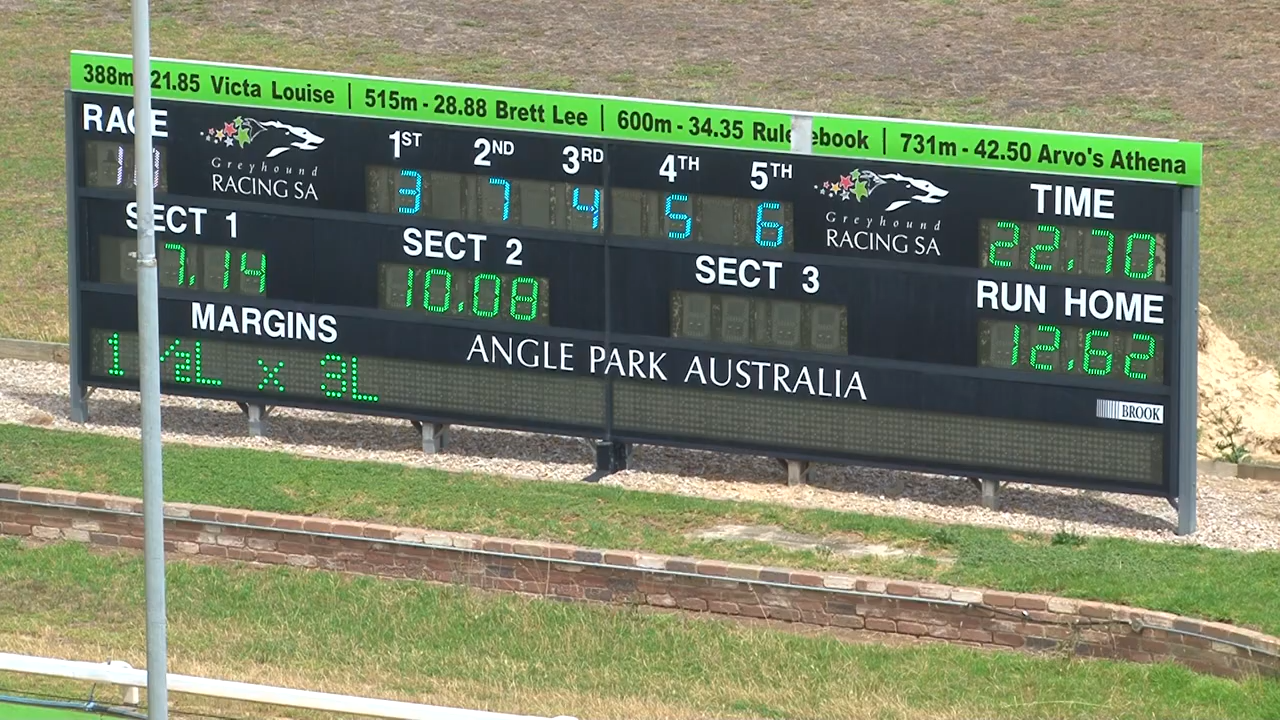 388m 21.85 Victa Louise | 515m - 28.88 Brett Lee | 600m - 34.35 Rule ebook | 731m - 42.50 Arvo's Athena
RACE
Greyhound
RACING SA
1ST 2ND 3RD 4TH 5TH
3 7 4 5 6
Greyhound
RACING SA
TIME
22.70
SECT 1
7.14
SECT 2
10.08
SECT 3
RUN HOME
12.62
MARGINS
1 ½L x 3L
ANGLE PARK AUSTRALIA
BROOK